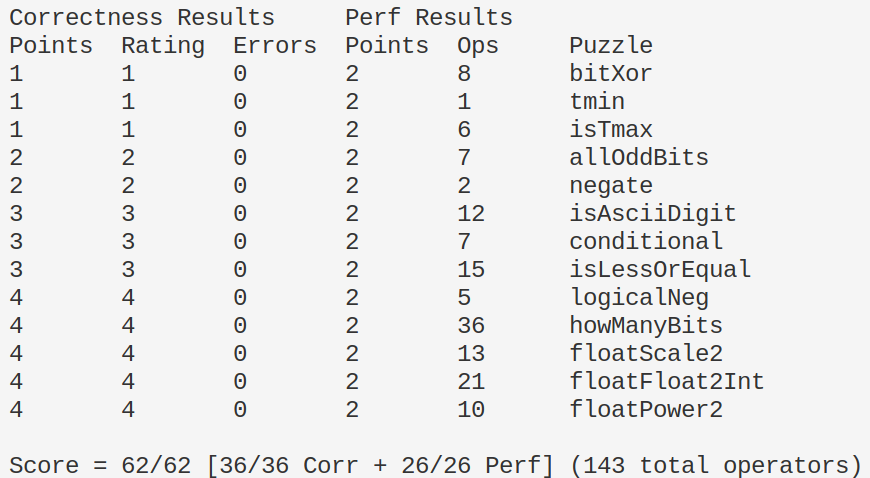 Correctness Results     Perf Results
Points  Rating  Errors  Points  Ops     Puzzle
1       1       0       2       8       bitXor
1       1       0       2       1       tmin
1       1       0       2       6       isTmax
2       2       0       2       7       allOddBits
2       2       0       2       2       negate
3       3       0       2       12      isAsciiDigit
3       3       0       2       7       conditional
3       3       0       2       15      isLessOrEqual
4       4       0       2       5       logicalNeg
4       4       0       2       36      howManyBits
4       4       0       2       13      floatScale2
4       4       0       2       21      floatFloat2Int
4       4       0       2       10      floatPower2

Score = 62/62 [36/36 Corr + 26/26 Perf] (143 total operators)